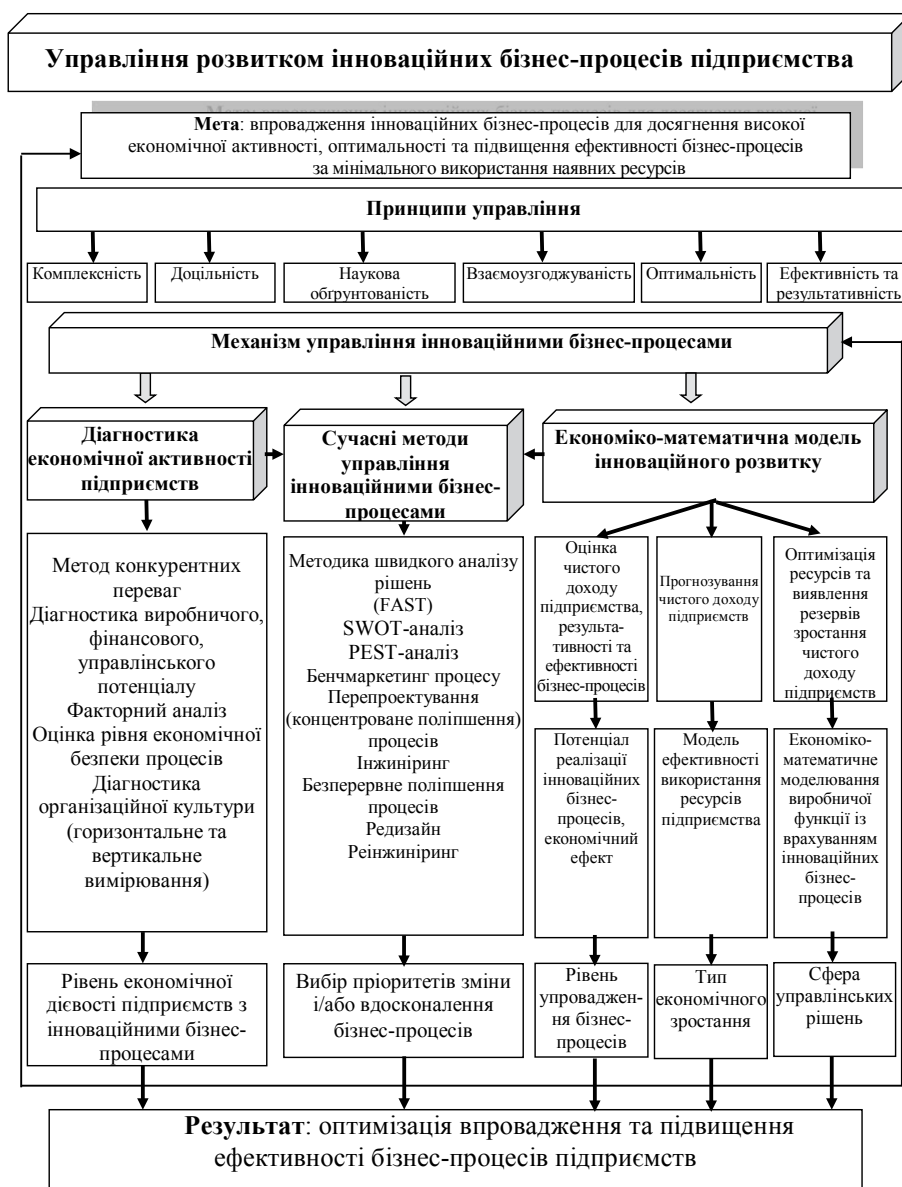 Управління розвитком інноваційних бізнес-процесів підприємства
Мета: впровадження інноваційних бізнес-процесів для досягнення високої
економічної активності, оптимальності та підвищення ефективності бізнес-процесів
за мінімального використання наявних ресурсів
Принципи управління
Комплексність
Доцільність
Наукова
обґрунтованість
Взаємоузгоджуваність
Оптимальність
Ефективність та
результативність
Механізм управління інноваційними бізнес-процесами
Діагностика
економічної активності
підприємств
Сучасні методи
управління
інноваційними бізнес-
процесами
Економіко-математична модель
інноваційного розвитку
Метод конкурентних
переваг
Діагностика виробничого,
фінансового,
управлінського
потенціалу
Факторний аналіз
Оцінка рівня економічної
безпеки процесів
Діагностика
організаційної культури
(горизонтальне та
вертикальне
вимірювання)
Методика швидкого аналізу
рішень
(FAST)
SWOT-аналіз
PEST-аналіз
Бенчмаркетинг процесу
Перепроектування
(концентроване поліпшення)
процесів
Інжиніринг
Безперервне поліпшення
процесів
Редизайн
Реінжиніринг
Оцінка
чистого
доходу
підприємства,
результа-
тивності та
ефективності
бізнес-процесів
Прогнозування
чистого доходу
підприємств
Оптимізація
ресурсів та
виявлення
резервів
зростання
чистого
доходу
підприємств
Потенціал
реалізації
інноваційних
бізнес-
процесів,
економічний
ефект
Модель
ефективності
використання
ресурсів
підприємства
Економіко-
математичне
моделювання
виробничої
функції із
врахуванням
інноваційних
бізнес-
процесів
Рівень економічної
дієвості підприємств з
інноваційними бізнес-
процесами
Вибір пріоритетів зміни
і/або вдосконалення
бізнес-процесів
Рівень
упроваджен-
ня бізнес-
процесів
Тип
економічного
зростання
Сфера
управлінських
рішень
Результат: оптимізація впровадження та підвищення
ефективності бізнес-процесів підприємств